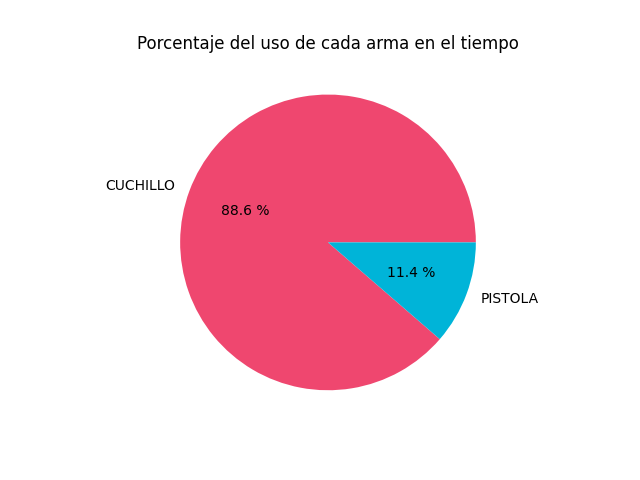 Porcentaje del uso de cada arma en el tiempo
CUCHILLO
88.6 %
11.4 %
PISTOLA